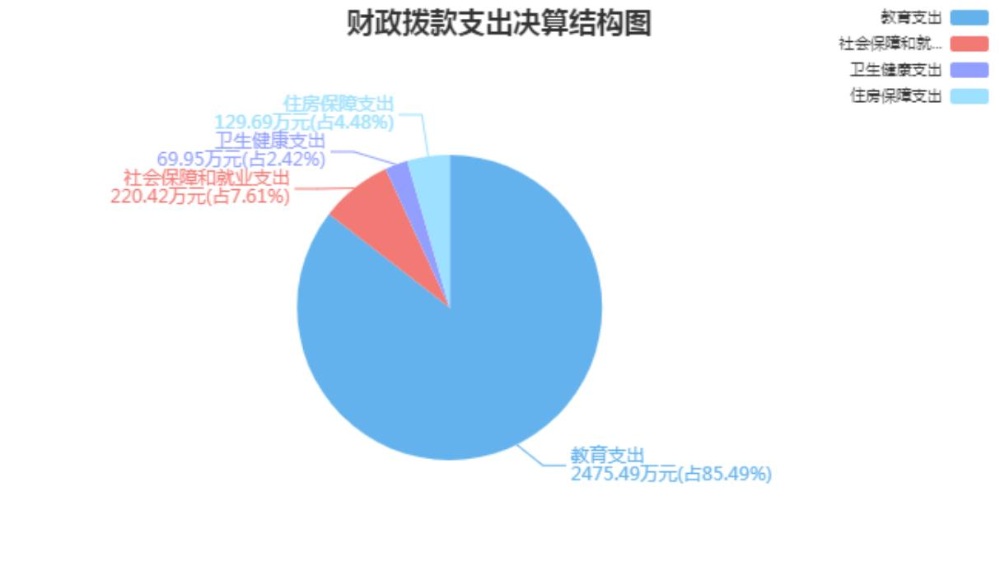 财政拨款支出决算结构图
教育支出
社会保障和就...
卫生健康支出
住房保障支出
住房保障支出
129.69万元(占4.48%)
卫生健康支出
69.95万元(占2.42%)
社会保障和就业支出
220.42万元(占7.61%)
教育支出
2475.49万元(占85.49%)